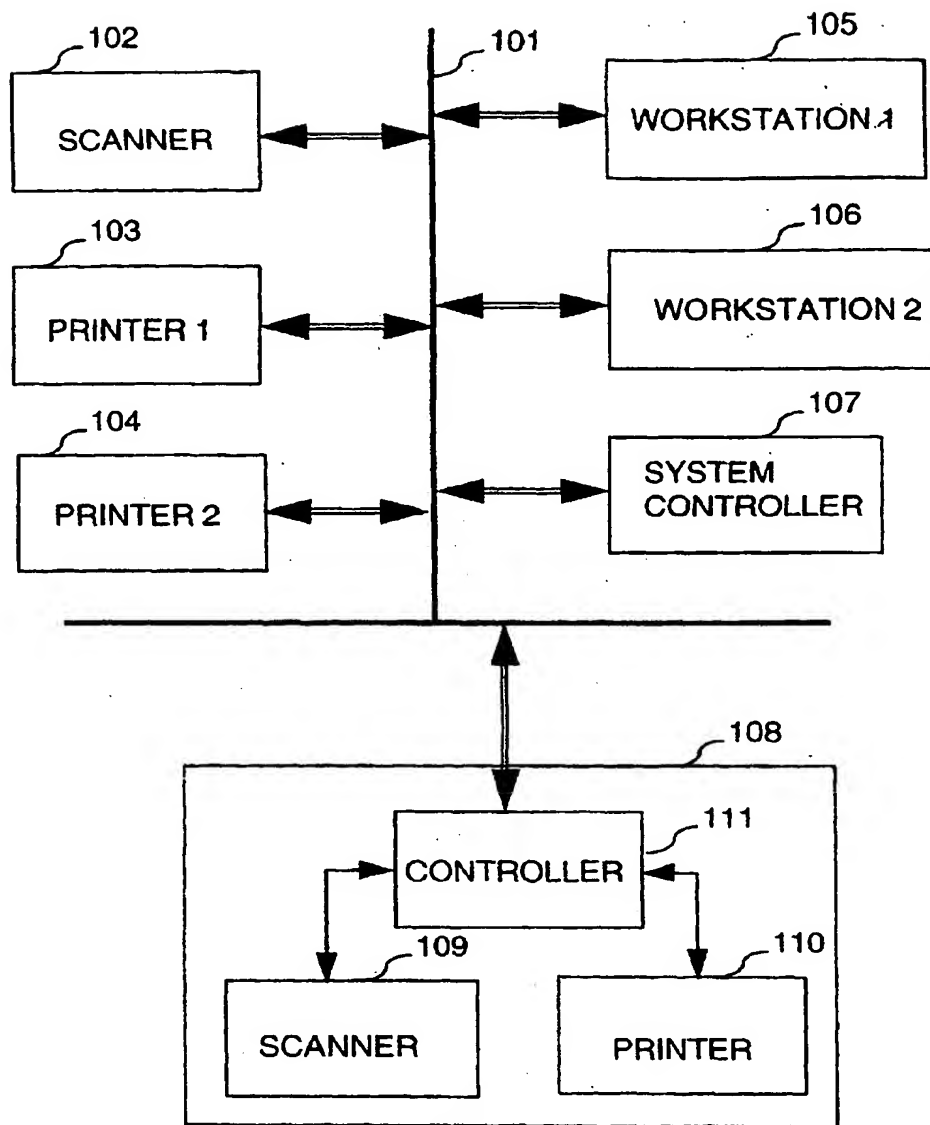 102
SCANNER
103
PRINTER 1
104
PRINTER 2
101
105
WORKSTATION 1
106
WORKSTATION 2
107
SYSTEM
CONTROLLER
108
111
CONTROLLER
109
SCANNER
110
PRINTER